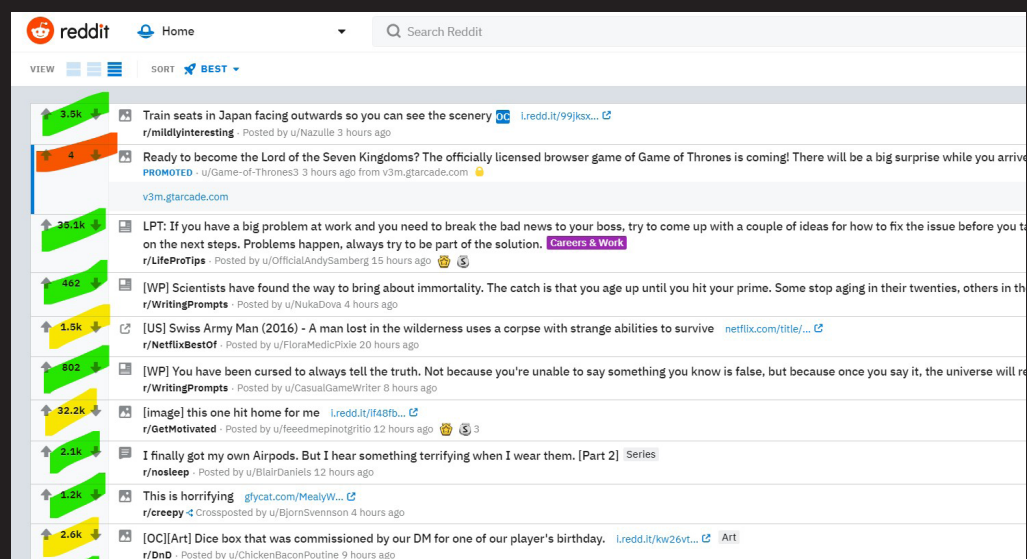 reddit Home Search Reddit
VIEW SORT BEST
3.5k Train seats in Japan facing outwards so you can see the scenery OC i.redd.it/99jksx...
r/mildlyinteresting · Posted by u/Nazulle 3 hours ago
4 Ready to become the Lord of the Seven Kingdoms? The officially licensed browser game of Game of Thrones is coming! There will be a big surprise while you arrive
PROMOTED · u/Game-of-Thrones3 3 hours ago from v3m.gtarcade.com
v3m.gtarcade.com
35.1k LPT: If you have a big problem at work and you need to break the bad news to your boss, try to come up with a couple of ideas for how to fix the issue before you ta
on the next steps. Problems happen, always try to be part of the solution. Careers & Work
r/LifeProTips · Posted by u/OfficialAndySamberg 15 hours ago
462 [WP] Scientists have found the way to bring about immortality. The catch is that you age up until you hit your prime. Some stop aging in their twenties, others in th
r/WritingPrompts · Posted by u/NukaDova 4 hours ago
1.5k [US] Swiss Army Man (2016) - A man lost in the wilderness uses a corpse with strange abilities to survive netflix.com/title/...
r/NetflixBestOf · Posted by u/FloraMedicPixie 20 hours ago
802 [WP] You have been cursed to always tell the truth. Not because you're unable to say something you know is false, but because once you say it, the universe will re
r/WritingPrompts · Posted by u/CasualGameWriter 8 hours ago
32.2k [image] this one hit home for me i.redd.it/if48fb...
r/GetMotivated · Posted by u/feeedmepinotgritio 12 hours ago S 3
2.1k I finally got my own Airpods. But I hear something terrifying when I wear them. [Part 2] Series
r/nosleep · Posted by u/BlairDaniels 12 hours ago
1.2k This is horrifying gfycat.com/MealyW...
r/creepy Crossposted by u/BjornSvennson 4 hours ago
2.6k [OC][Art] Dice box that was commissioned by our DM for one of our player's birthday. i.redd.it/kw26vt... Art
r/DnD · Posted by u/ChickenBaconPoutine 9 hours ago